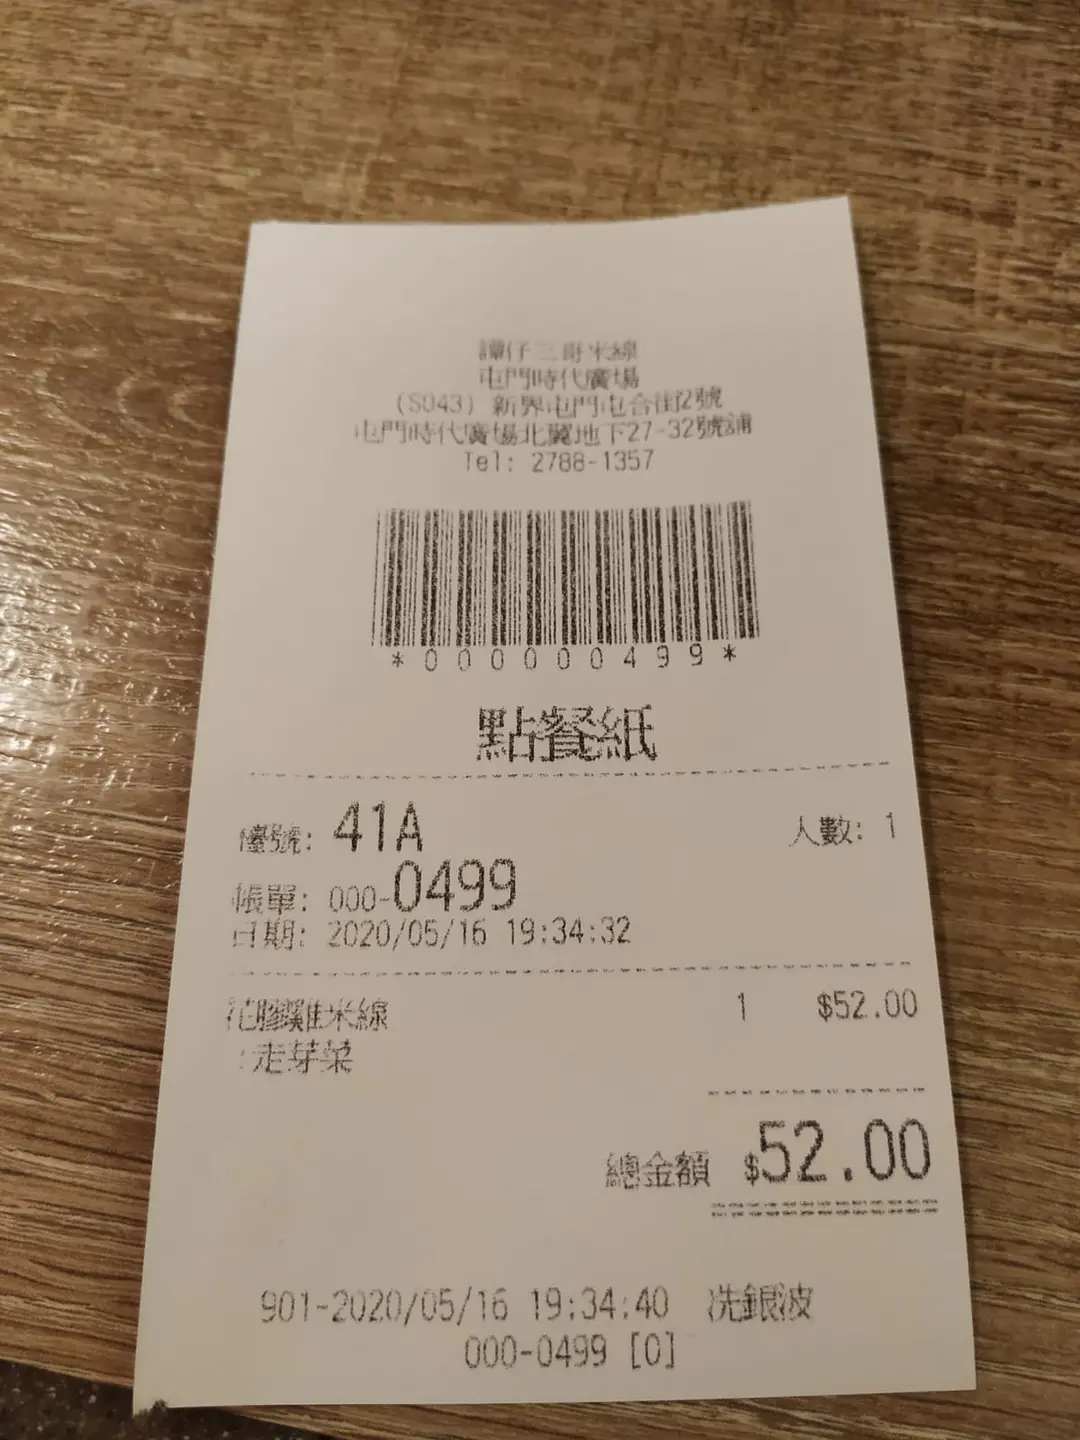 譚仔三哥米線
屯門時代廣場
(S043) 新界屯門屯合街2號
屯門時代廣場北翼地下27-32號舖
Tel: 2788-1357
*000000499*
點餐紙
檯號: 41A 人數: 1
帳單: 000-0499
日期: 2020/05/16 19:34:32
花膠雞米線 1 $52.00
:走芽菜
總金額 $52.00
901-2020/05/16 19:34:40 冼銀波
000-0499 [0]